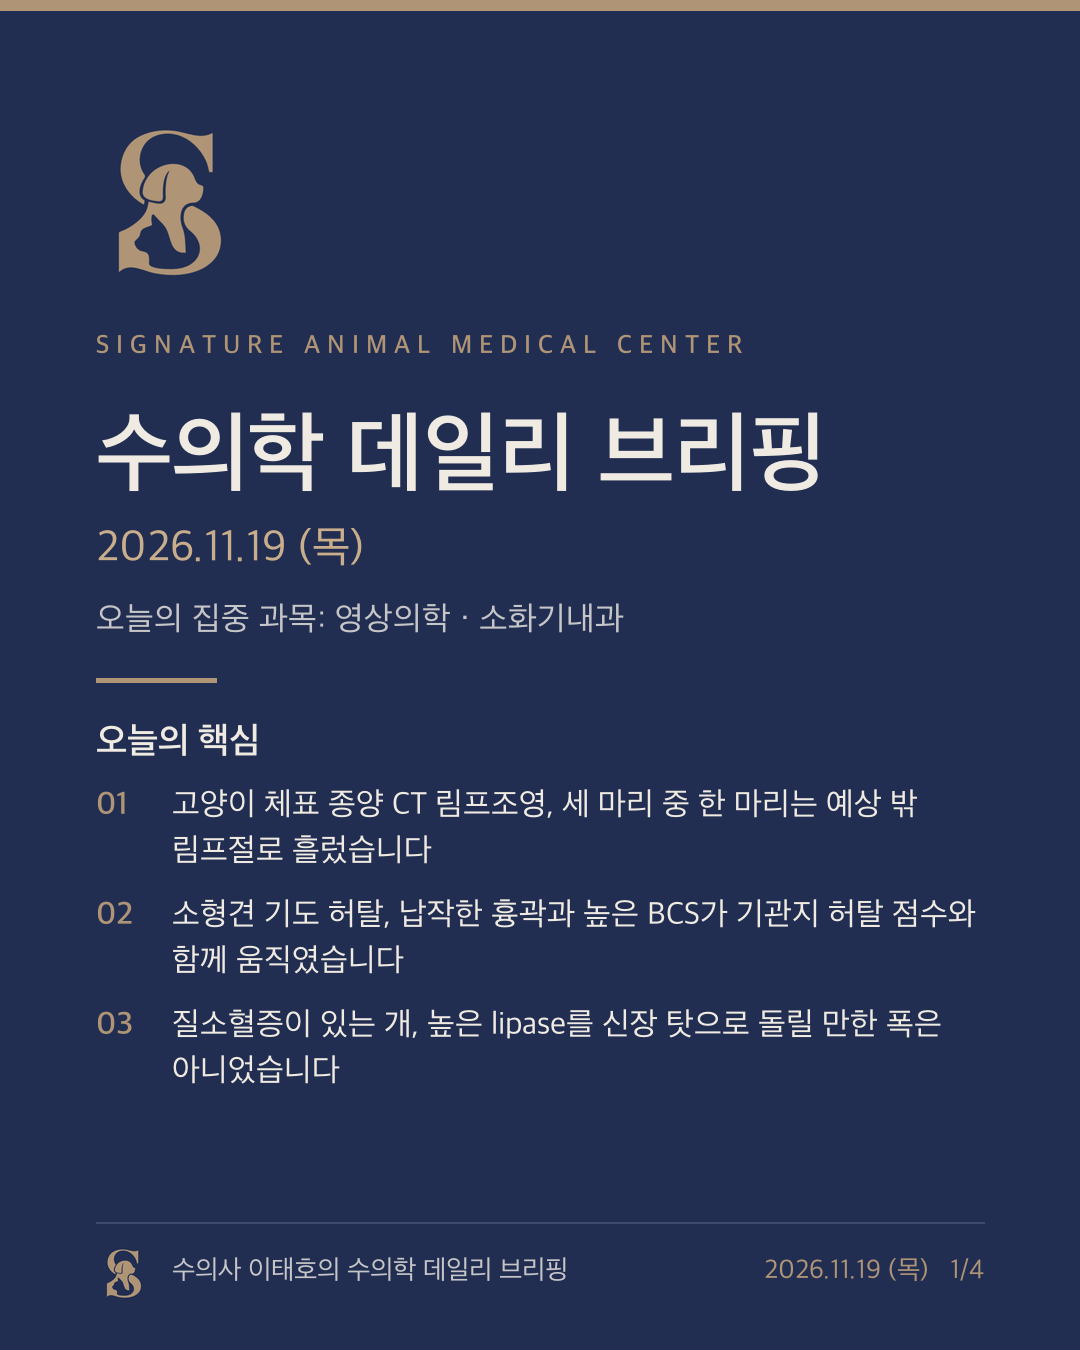 SIGNATURE ANIMAL MEDICAL CENTER
수의학 데일리 브리핑
2026.11.19 (목)
오늘의 집중 과목: 영상의학 · 소화기내과
오늘의 핵심
01 고양이 체표 종양 CT 림프조영, 세 마리 중 한 마리는 예상 밖
림프절로 흘렀습니다
02 소형견 기도 허탈, 납작한 흉곽과 높은 BCS가 기관지 허탈 점수와
함께 움직였습니다
03 질소혈증이 있는 개, 높은 lipase를 신장 탓으로 돌릴 만한 폭은
아니었습니다
수의사 이태호의 수의학 데일리 브리핑 2026.11.19 (목) 1/4